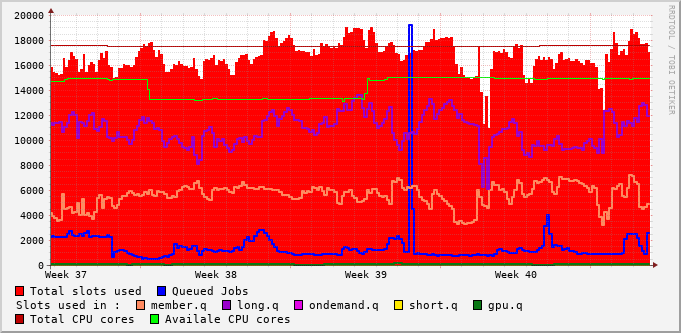 20000
18000
16000
14000
12000
10000
8000
6000
4000
2000
0
Week 37 Week 38 Week 39 Week 40
RRDTOOL / TOBI OETIKER
Total slots used Queued Jobs
Slots used in : member.q long.q ondemand.q short.q gpu.q
Total CPU cores Availale CPU cores